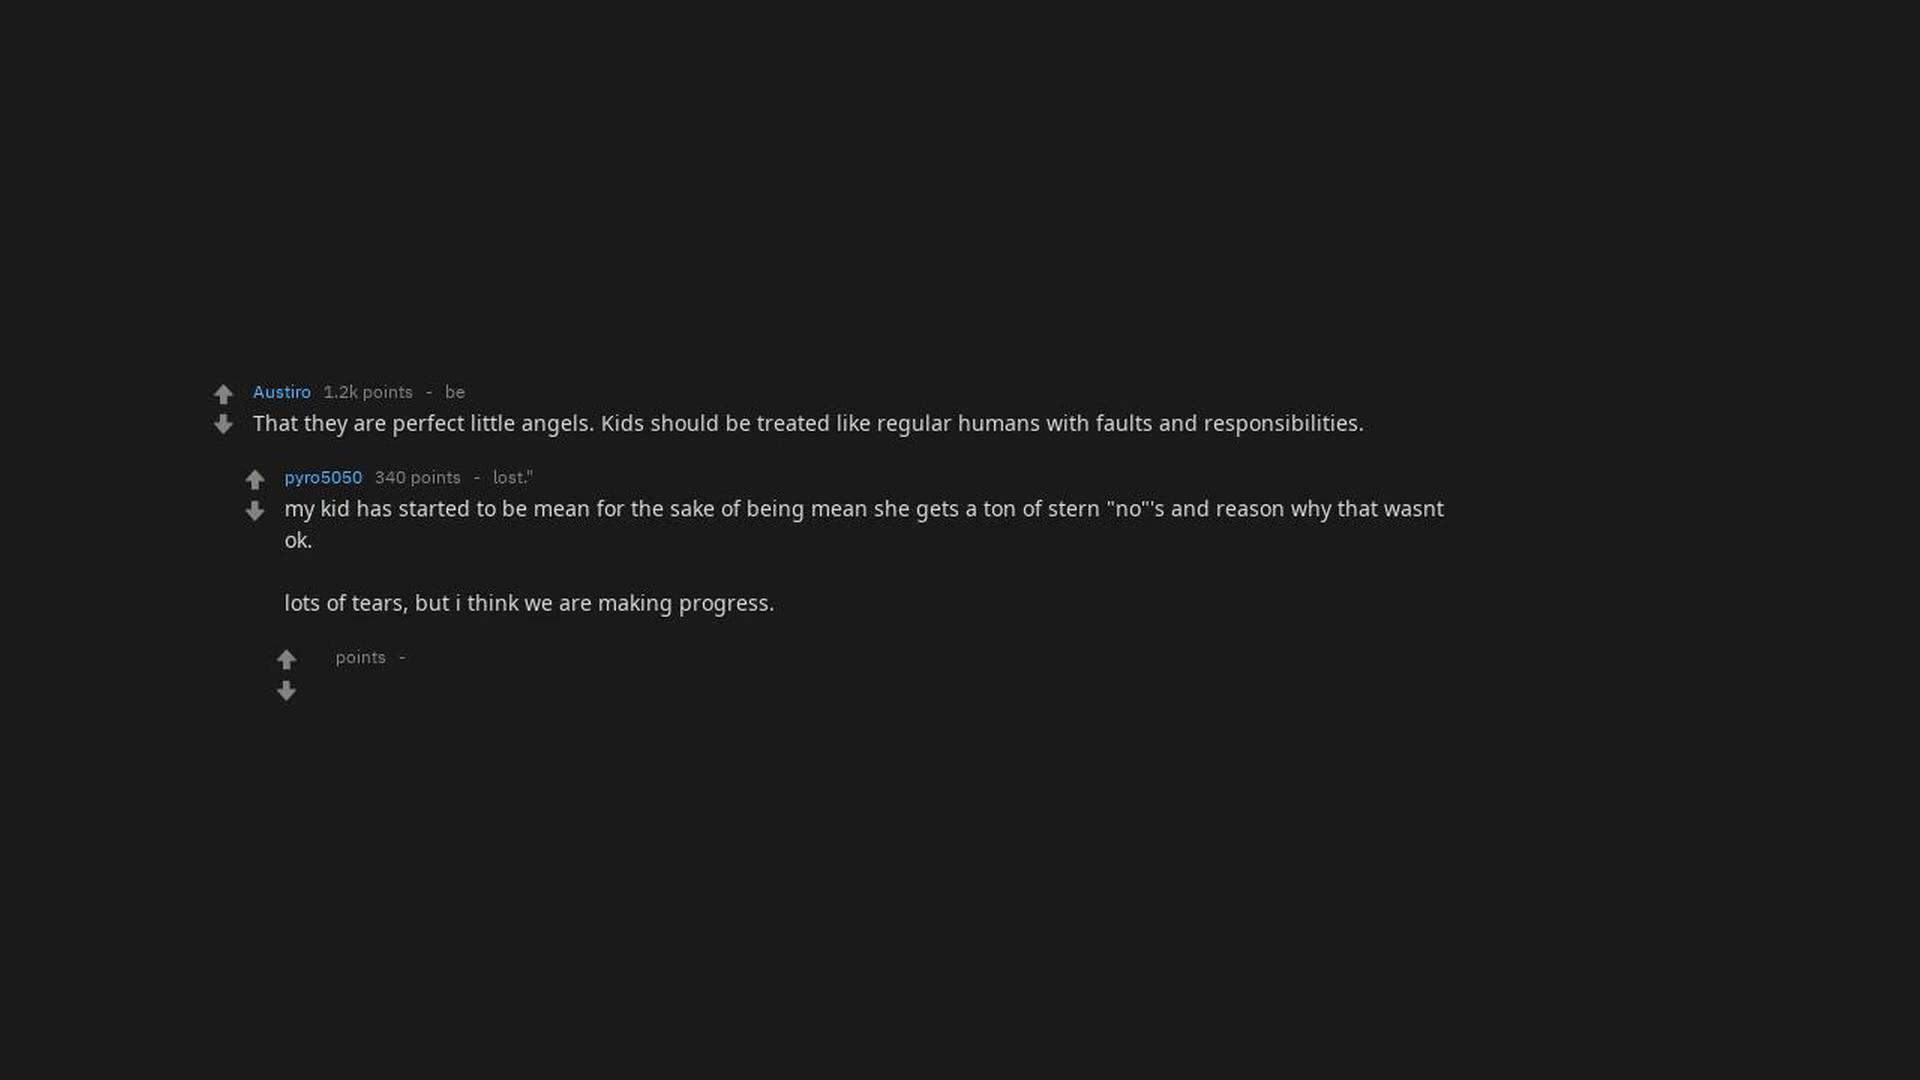 Austiro 1.2k points - be
That they are perfect little angels. Kids should be treated like regular humans with faults and responsibilities.
pyro5050 340 points - lost."
my kid has started to be mean for the sake of being mean she gets a ton of stern "no"'s and reason why that wasnt
ok.
lots of tears, but i think we are making progress.
points -